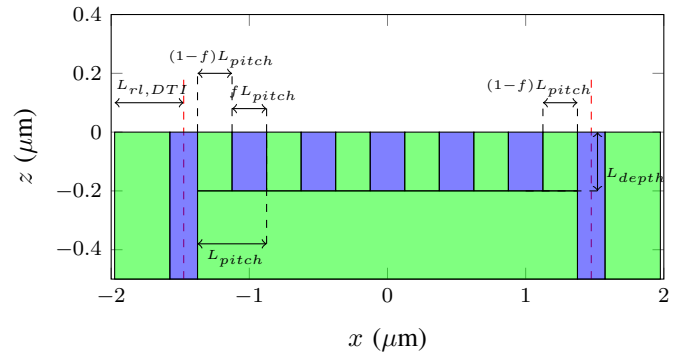 0.4
(1−f)L_pitch
0.2
L_rl,DTI
fL_pitch
(1−f)L_pitch
0
z (μm)
−0.2
L_depth
−0.4
L_pitch
−2
−1
0
1
2
x (μm)